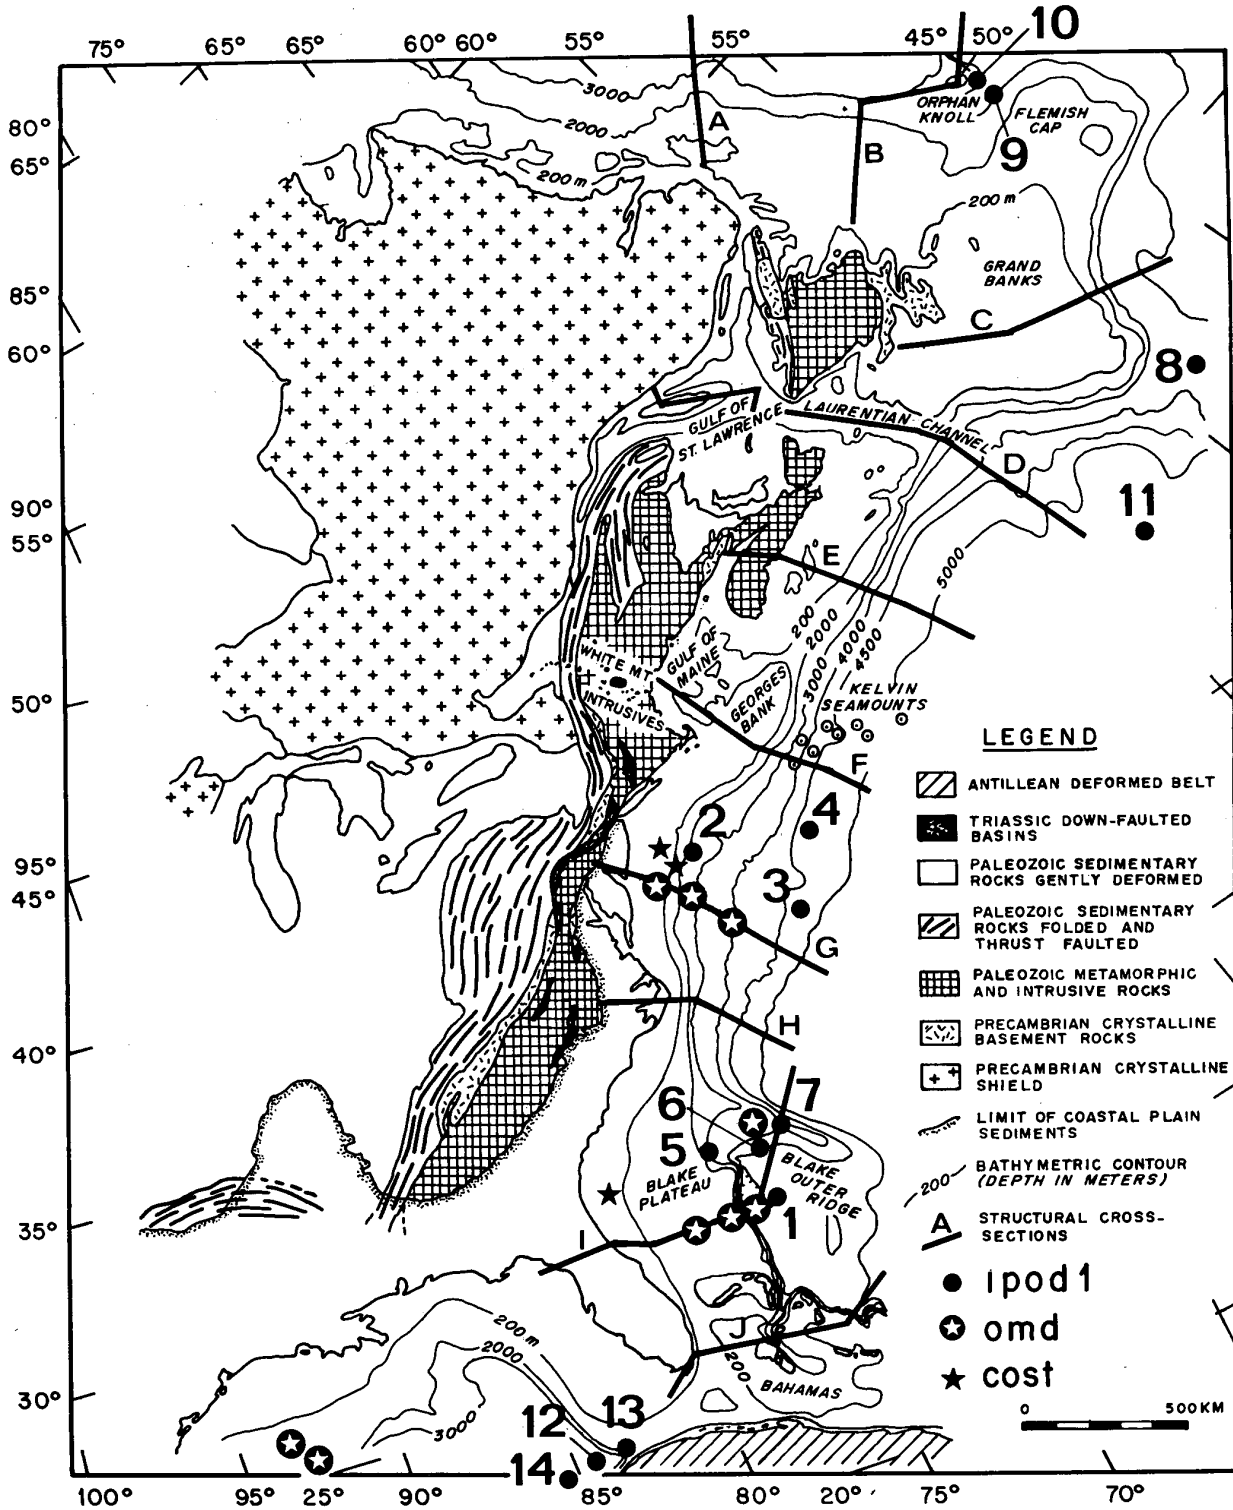 75° 65° 65° 60° 60° 55° 55° 45° 50° 10
3000
2000
200 m
A
B
ORPHAN
KNOLL
FLEMISH
CAP
9
80°
65°
200 m
GRAND
BANKS
C
85°
60°
8
GULF OF
ST. LAWRENCE
LAURENTIAN CHANNEL
D
11
90°
55°
E
5000
200
2000
3000
4000
4500
WHITE MT.
INTRUSIVES
GULF OF
MAINE
GEORGES
BANK
KELVIN
SEAMOUNTS
50°
F
4
2
3
G
95°
45°
H
40°
6
7
5
BLAKE
PLATEAU
BLAKE
OUTER
RIDGE
1
I
35°
J
200 m
2000
3000
200
BAHAMAS
30°
12
13
14
100° 95° 25° 90° 85° 80° 20° 75° 70°
LEGEND
ANTILLEAN DEFORMED BELT
TRIASSIC DOWN-FAULTED
BASINS
PALEOZOIC SEDIMENTARY
ROCKS GENTLY DEFORMED
PALEOZOIC SEDIMENTARY
ROCKS FOLDED AND
THRUST FAULTED
PALEOZOIC METAMORPHIC
AND INTRUSIVE ROCKS
PRECAMBRIAN CRYSTALLINE
BASEMENT ROCKS
PRECAMBRIAN CRYSTALLINE
SHIELD
LIMIT OF COASTAL PLAIN
SEDIMENTS
200 BATHYMETRIC CONTOUR
(DEPTH IN METERS)
A STRUCTURAL CROSS-
SECTIONS
ipod1
omd
cost
0 500 KM